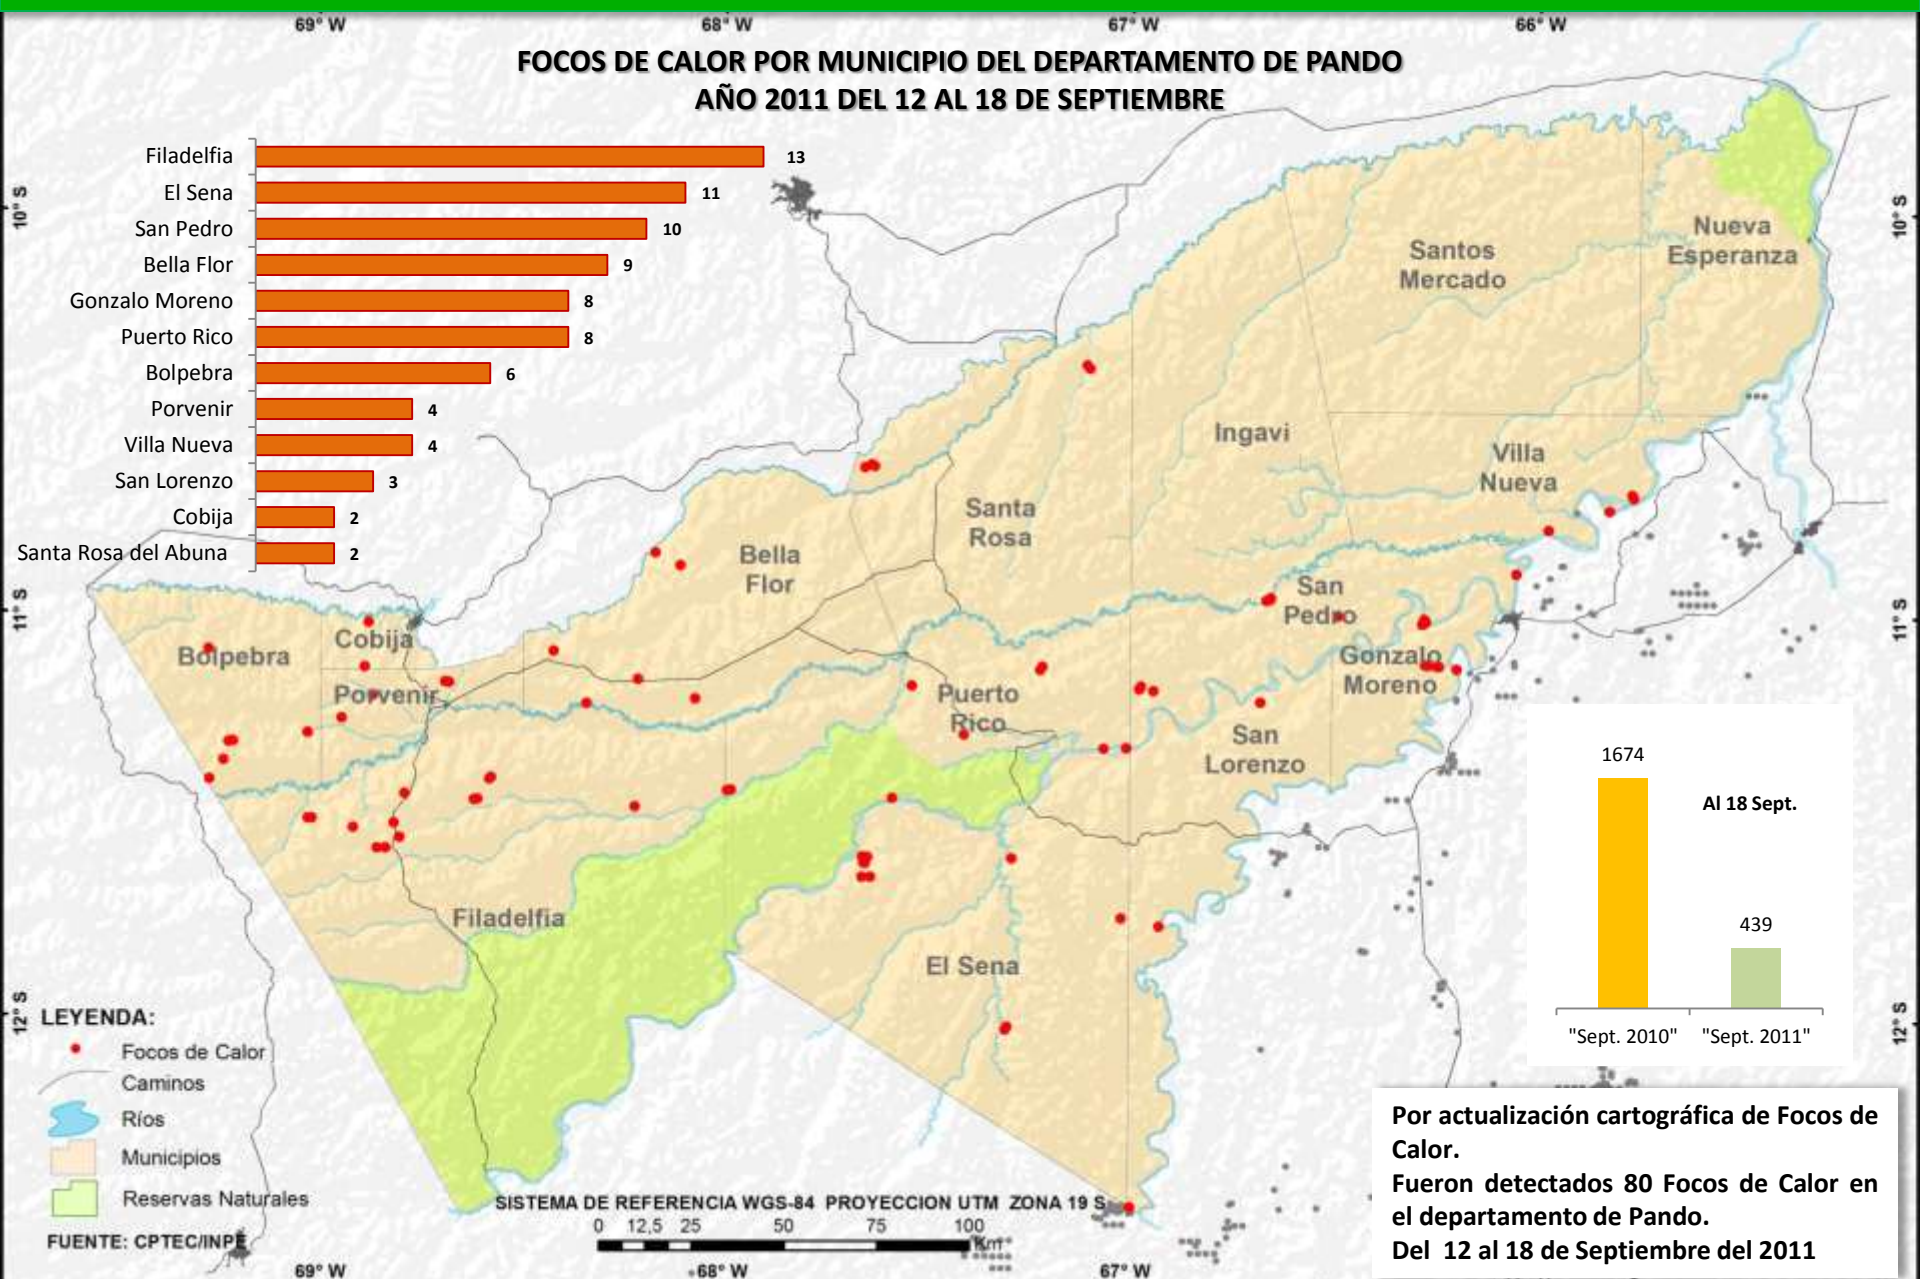 69° W 68° W 67° W 66° W
FOCOS DE CALOR POR MUNICIPIO DEL DEPARTAMENTO DE PANDO
AÑO 2011 DEL 12 AL 18 DE SEPTIEMBRE
Filadelfia 13
El Sena 11
San Pedro 10
Bella Flor 9
Gonzalo Moreno 8
Puerto Rico 8
Bolpebra 6
Porvenir 4
Villa Nueva 4
San Lorenzo 3
Cobija 2
Santa Rosa del Abuna 2
10° S
10° S
11° S
11° S
12° S
12° S
Nueva
Esperanza
Santos
Mercado
Ingavi
Villa
Nueva
Santa
Rosa
Bella
Flor
San
Pedro
Cobija
Bolpebra
Porvenir
Gonzalo
Moreno
Puerto
Rico
San
Lorenzo
Filadelfia
El Sena
1674
Al 18 Sept.
439
"Sept. 2010" "Sept. 2011"
LEYENDA:
Focos de Calor
Caminos
Ríos
Municipios
Reservas Naturales
FUENTE: CPTEC/INPE
SISTEMA DE REFERENCIA WGS-84 PROYECCION UTM ZONA 19 S
0 12,5 25 50 75 100
Km
Por actualización cartográfica de Focos de
Calor.
Fueron detectados 80 Focos de Calor en
el departamento de Pando.
Del 12 al 18 de Septiembre del 2011
69° W 68° W 67° W